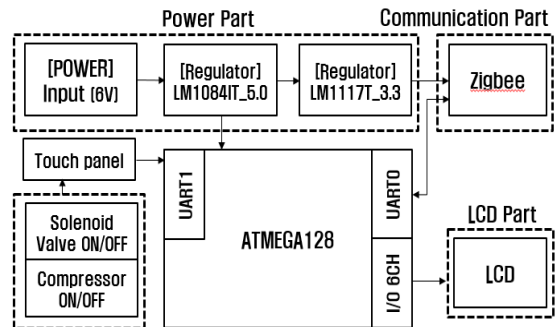 Power Part
Communication Part
[POWER]
Input (6V)
[Regulator]
LM1084IT_5.0
[Regulator]
LM1117T_3.3
Zigbee
Touch panel
UART1
ATMEGA128
UART0
I/O 6CH
Solenoid
Valve ON/OFF
Compressor
ON/OFF
LCD Part
LCD